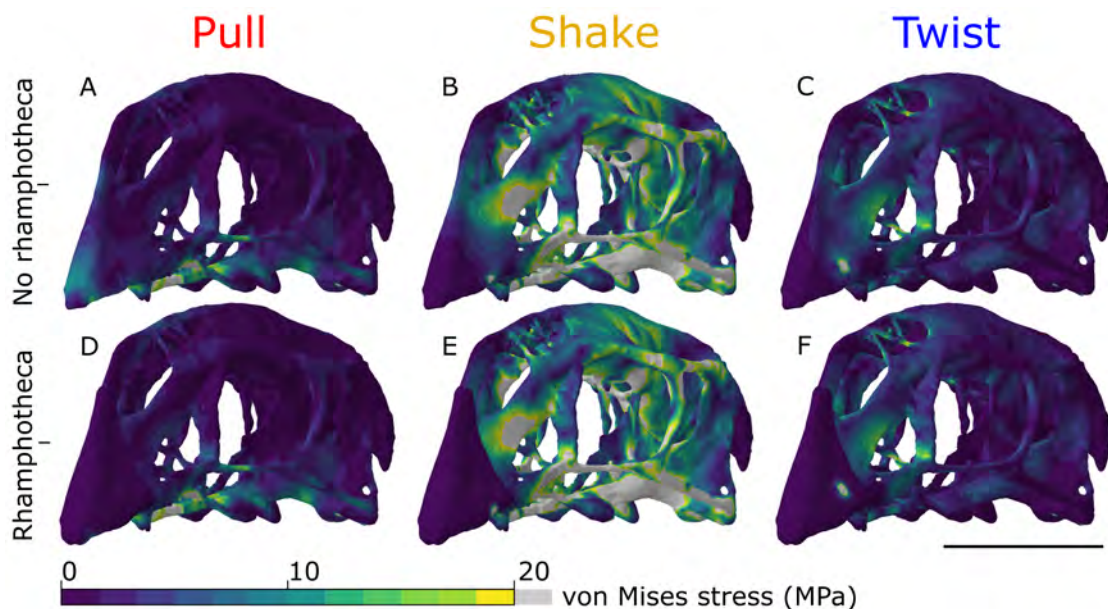 Pull Shake Twist
No rhamphotheca
A B C
Rhamphotheca
D E F
0 10 20
von Mises stress (MPa)